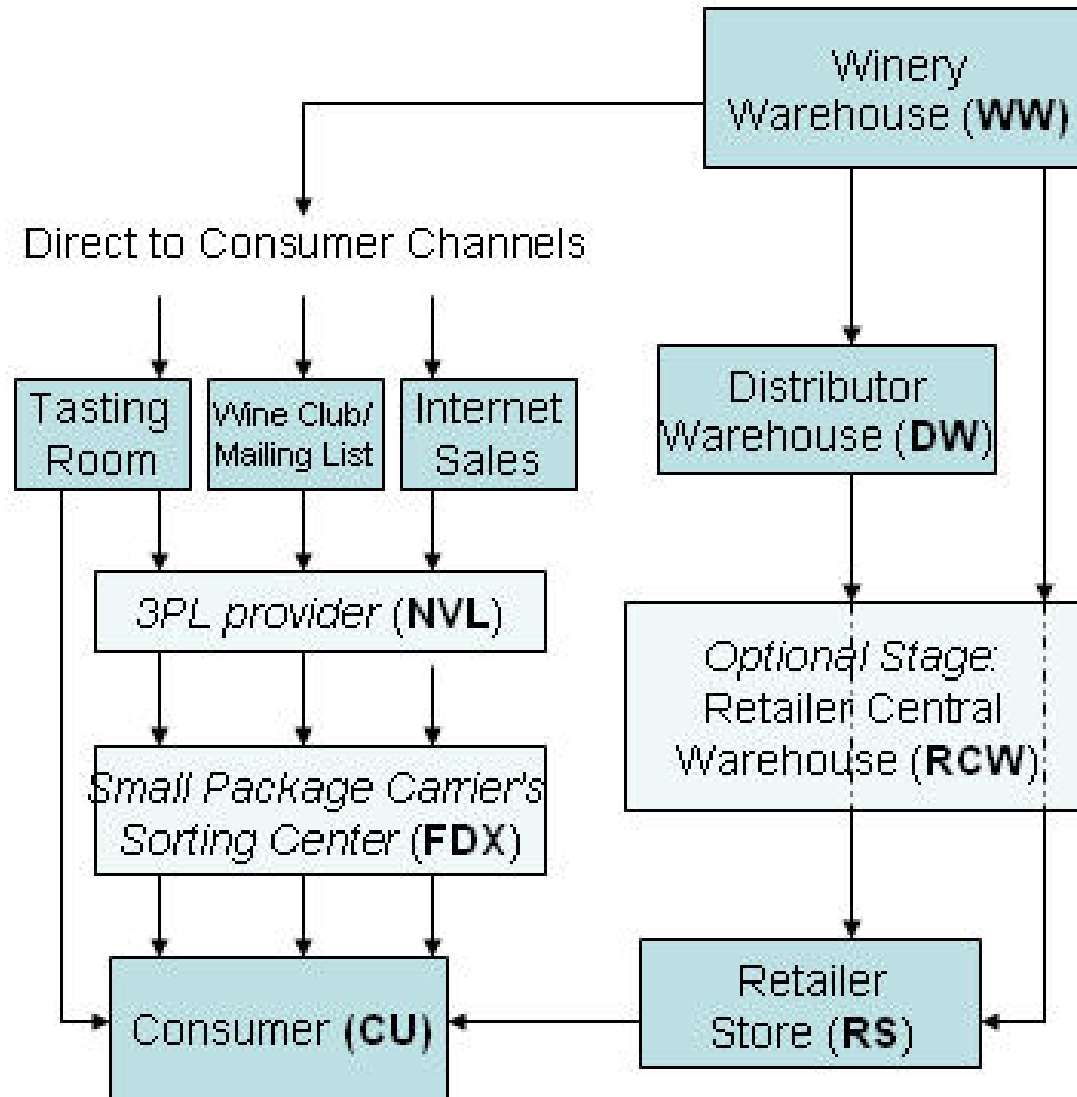 Winery
Warehouse (WW)
Direct to Consumer Channels
Tasting
Room
Wine Club/
Mailing List
Internet
Sales
Distributor
Warehouse (DW)
3PL provider (NVL)
Optional Stage:
Retailer Central
Warehouse (RCW)
Small Package Carrier's
Sorting Center (FDX)
Consumer (CU)
Retailer
Store (RS)